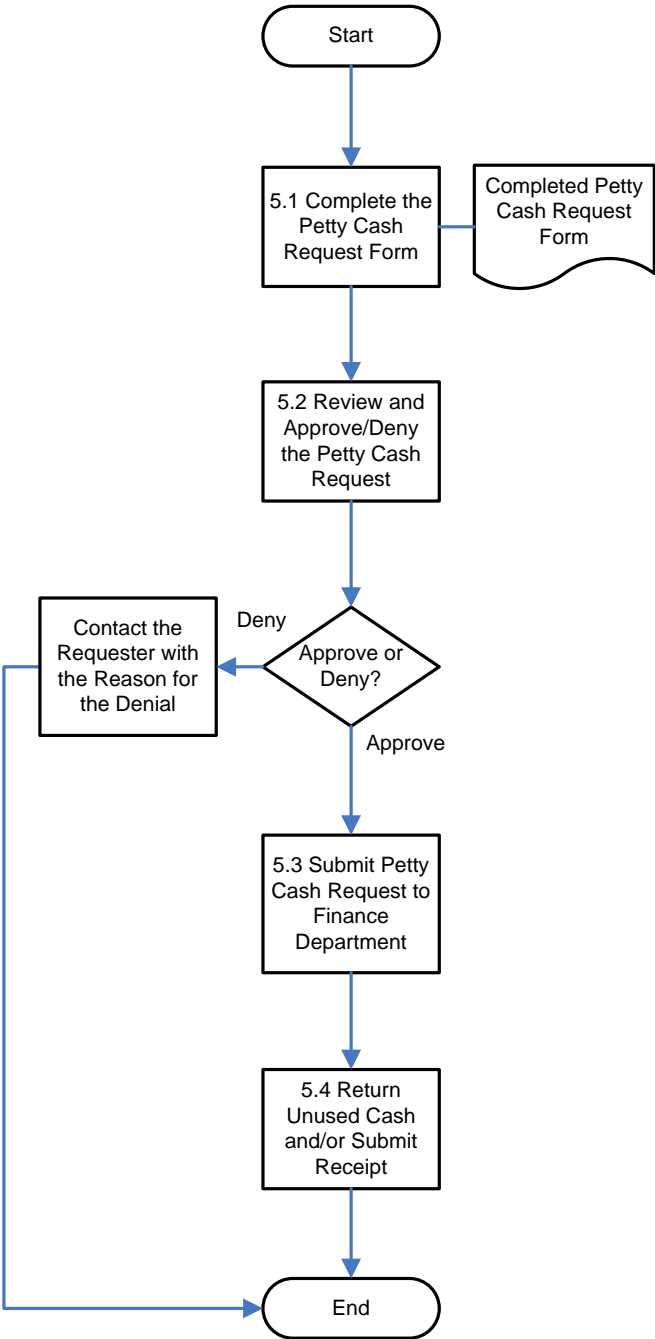 Start
5.1 Complete the
Petty Cash
Request Form
Completed Petty
Cash Request
Form
5.2 Review and
Approve/Deny
the Petty Cash
Request
Deny
Contact the
Requester with
the Reason for
the Denial
Approve or
Deny?
Approve
5.3 Submit Petty
Cash Request to
Finance
Department
5.4 Return
Unused Cash
and/or Submit
Receipt
End